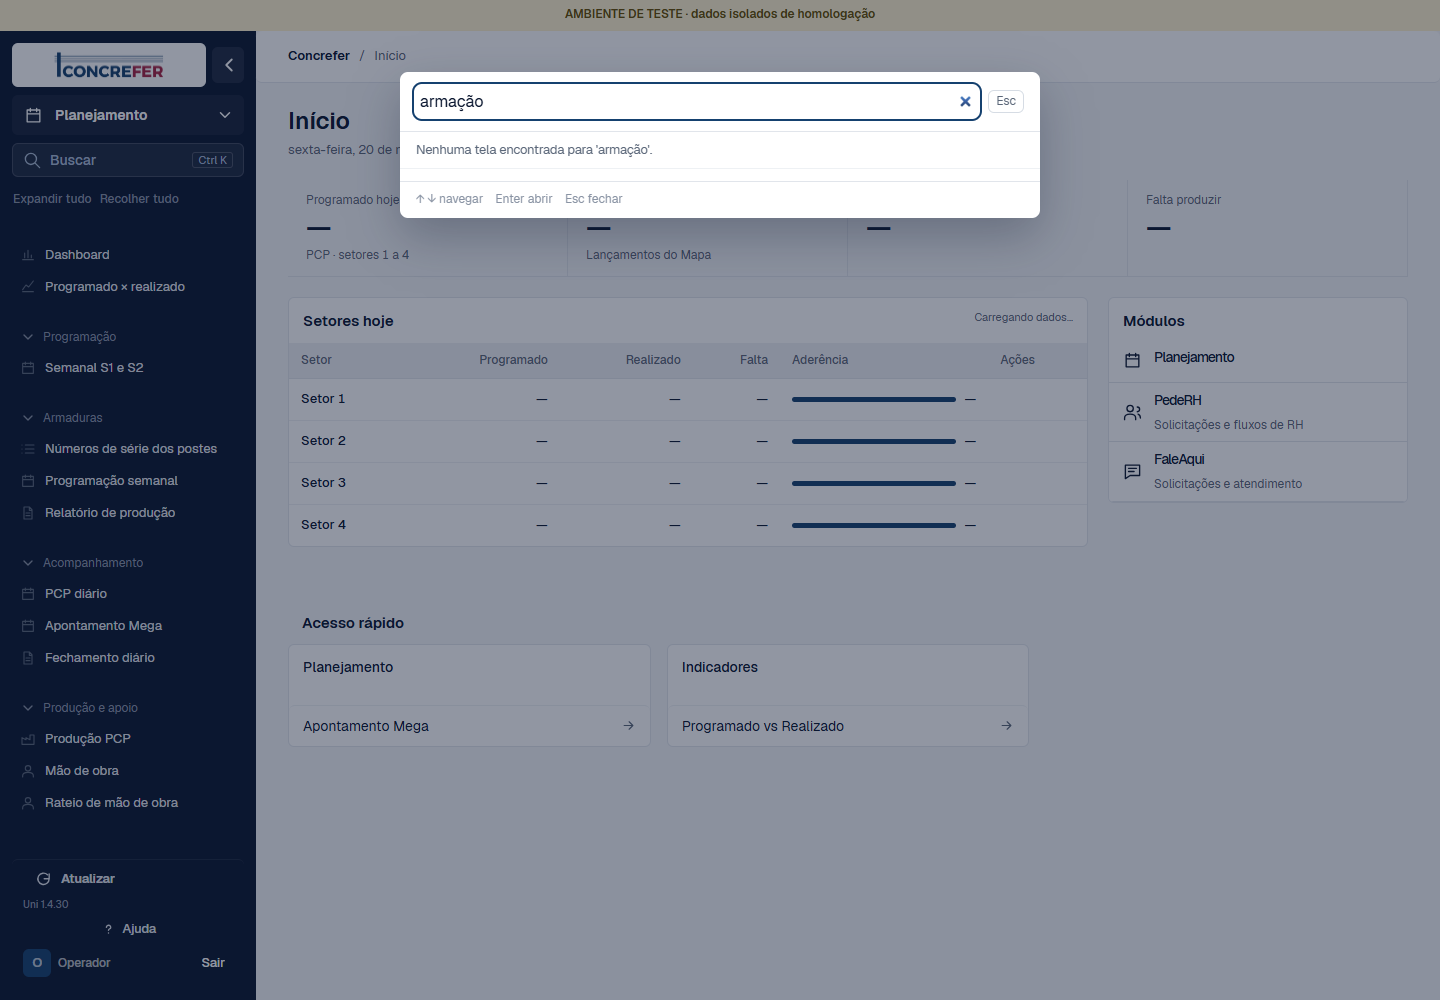 AMBIENTE DE TESTE · dados isolados de homologação
CONCREFER
Planejamento
Buscar Ctrl K
Expandir tudo Recolher tudo
Dashboard
Programado × realizado
Programação
Semanal S1 e S2
Armaduras
Números de série dos postes
Programação semanal
Relatório de produção
Acompanhamento
PCP diário
Apontamento Mega
Fechamento diário
Produção e apoio
Produção PCP
Mão de obra
Rateio de mão de obra
Atualizar
Uni 1.4.30
? Ajuda
O Operador Sair
Concrefer / Início
armação Esc
Nenhuma tela encontrada para 'armação'.
↑↓ navegar Enter abrir Esc fechar
Início
sexta-feira, 20 de
Programado hoje
—
PCP · setores 1 a 4
—
Lançamentos do Mapa
—
Falta produzir
—
Setores hoje Carregando dados...
Setor Programado Realizado Falta Aderência Ações
Setor 1 — — — —
Setor 2 — — — —
Setor 3 — — — —
Setor 4 — — — —
Módulos
Planejamento
PedeRH
Solicitações e fluxos de RH
FaleAqui
Solicitações e atendimento
Acesso rápido
Planejamento
Apontamento Mega →
Indicadores
Programado vs Realizado →